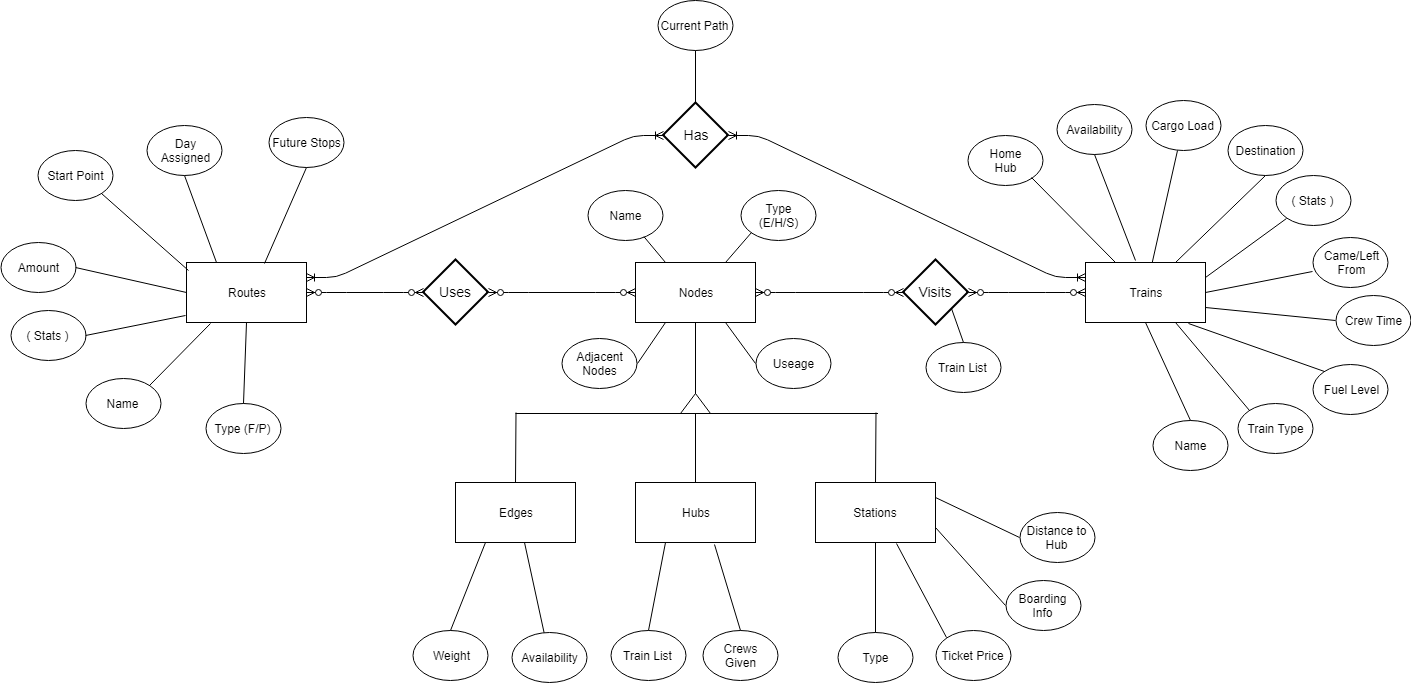 Current Path
Has
Day
Assigned
Future Stops
Start Point
Amount
( Stats )
Name
Type (F/P)
Routes
Uses
Name
Type
(E/H/S)
Nodes
Adjacent
Nodes
Useage
Visits
Train List
Home
Hub
Availability
Cargo Load
Destination
( Stats )
Came/Left
From
Crew Time
Fuel Level
Train Type
Name
Trains
Edges
Hubs
Stations
Weight
Availability
Train List
Crews
Given
Type
Ticket Price
Boarding
Info
Distance to
Hub